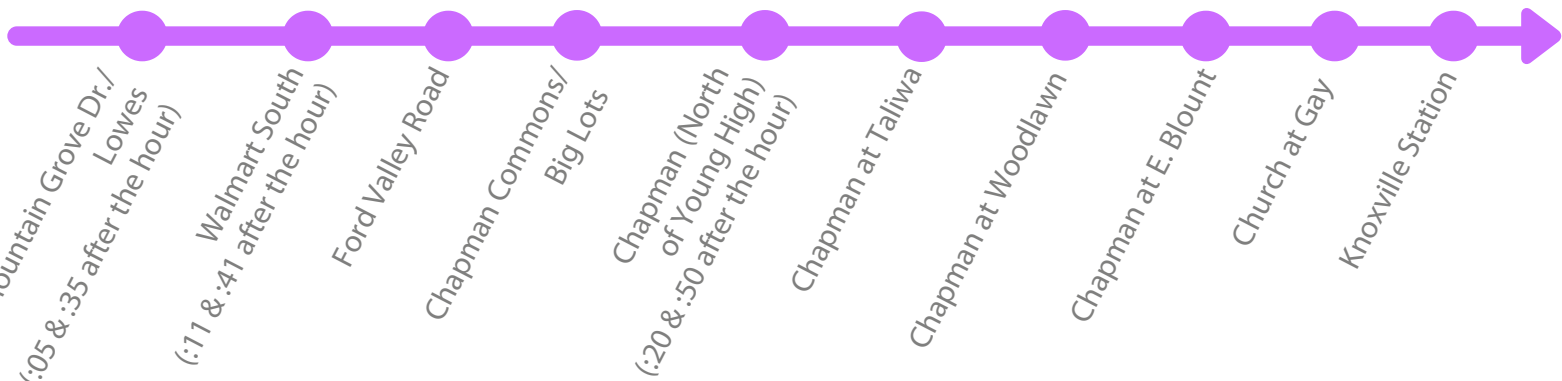 ountain Grove Dr./
Lowes
(:05 & :35 after the hour)
Walmart South
(:11 & :41 after the hour)
Ford Valley Road
Chapman Commons/
Big Lots
Chapman (North
of Young High)
(:20 & :50 after the hour)
Chapman at Taliwa
Chapman at Woodlawn
Chapman at E. Blount
Church at Gay
Knoxville Station